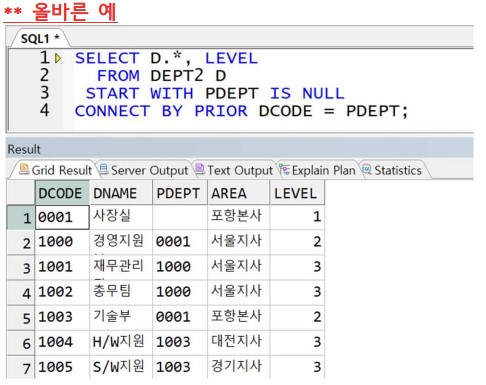 ** 올바른 예
SQL1 *
1 SELECT D.*, LEVEL
2 FROM DEPT2 D
3 START WITH PDEPT IS NULL
4 CONNECT BY PRIOR DCODE = PDEPT;
Result
Grid Result Server Output Text Output Explain Plan Statistics
DCODE DNAME PDEPT AREA LEVEL
1 0001 사장실 포항본사 1
2 1000 경영지원 0001 서울지사 2
3 1001 재무관리 1000 서울지사 3
4 1002 총무팀 1000 서울지사 3
5 1003 기술부 0001 포항본사 2
6 1004 H/W지원 1003 대전지사 3
7 1005 S/W지원 1003 경기지사 3